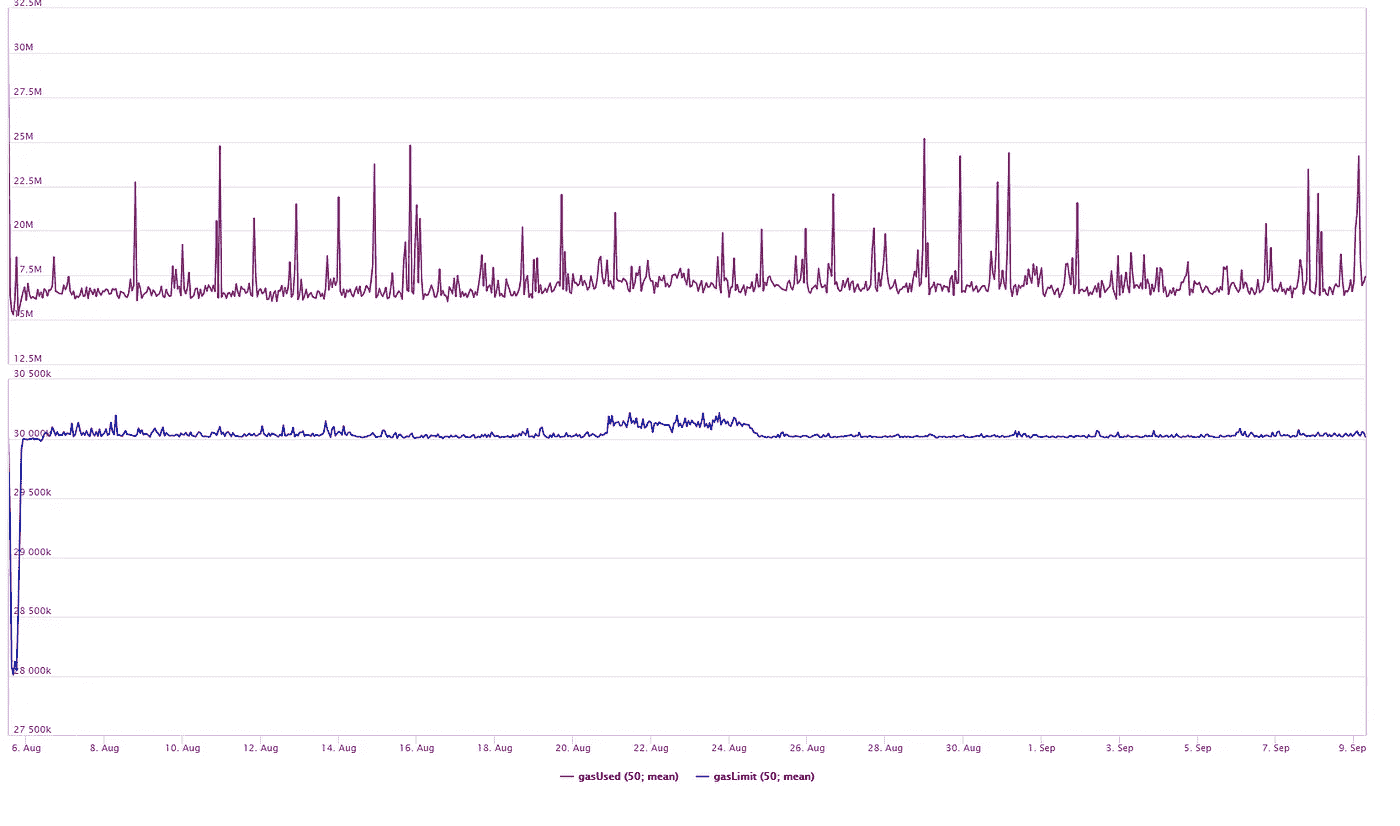 32.5M
30M
27.5M
25M
22.5M
20M
17.5M
15M
12.5M
30 500k
30 000k
29 500k
29 000k
28 500k
28 000k
27 500k
6. Aug 8. Aug 10. Aug 12. Aug 14. Aug 16. Aug 18. Aug 20. Aug 22. Aug 24. Aug 26. Aug 28. Aug 30. Aug 1. Sep 3. Sep 5. Sep 7. Sep 9. Sep
gasUsed (50; mean) gasLimit (50; mean)